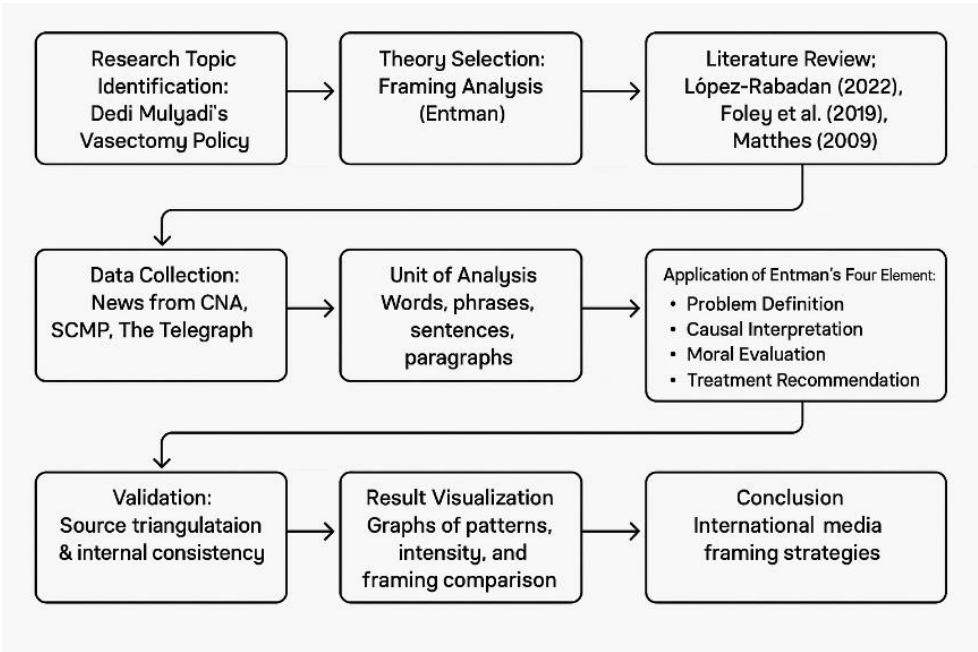 Research Topic
Identification:
Dedi Mulyadi's
Vasectomy Policy
Theory Selection:
Framing Analysis
(Entman)
Literature Review;
López-Rabadan (2022),
Foley et al. (2019),
Matthes (2009)
Data Collection:
News from CNA,
SCMP, The Telegraph
Unit of Analysis
Words, phrases,
sentences,
paragraphs
Application of Entman's Four Element:
• Problem Definition
• Causal Interpretation
• Moral Evaluation
• Treatment Recommendation
Validation:
Source triangulataion
& internal consistency
Result Visualization
Graphs of patterns,
intensity, and
framing comparison
Conclusion
International media
framing strategies